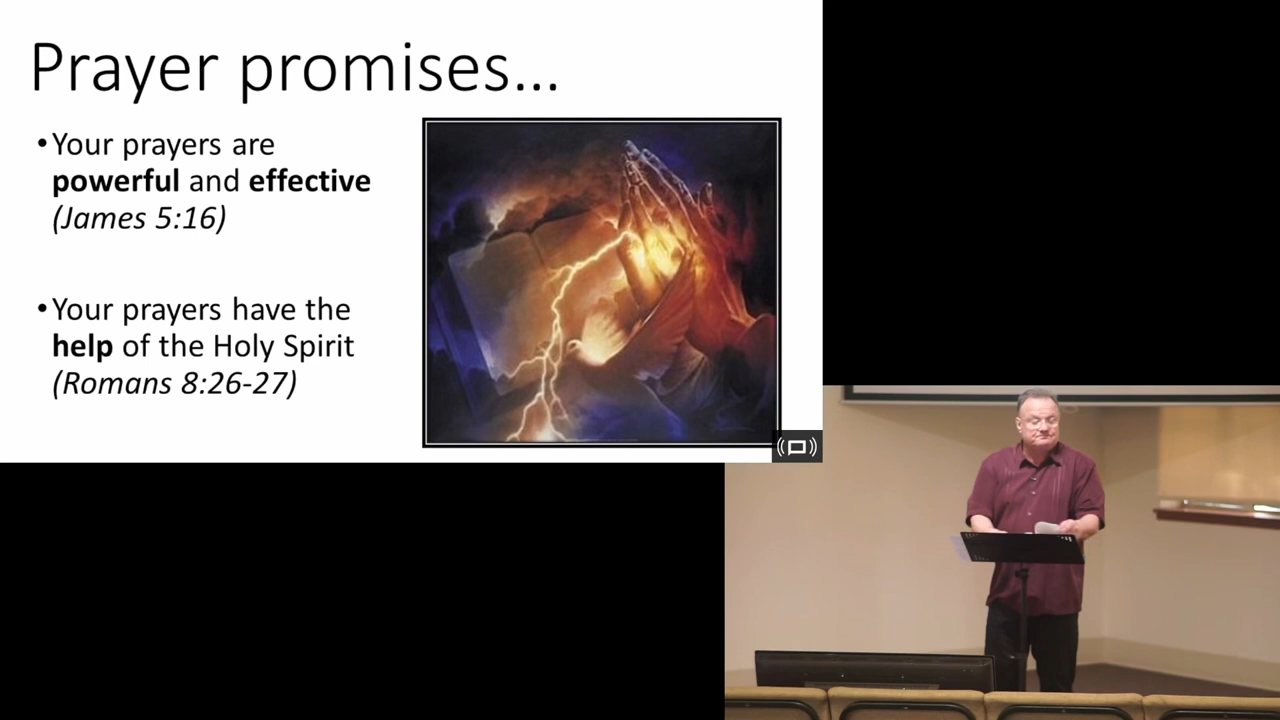 Prayer promises...
•Your prayers are
powerful and effective
(James 5:16)
•Your prayers have the
help of the Holy Spirit
(Romans 8:26-27)